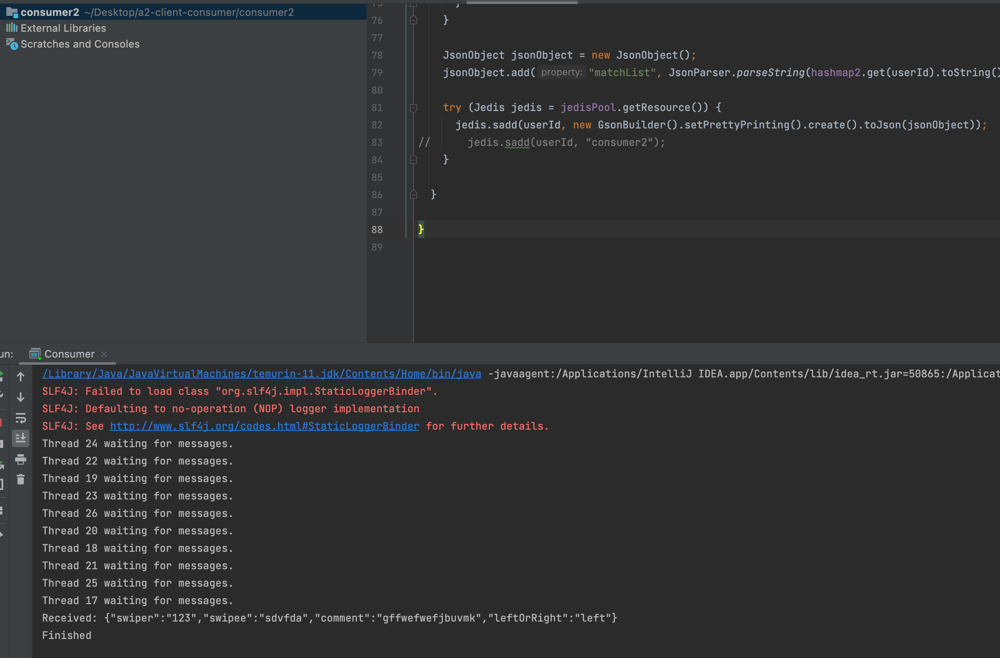 consumer2 ~/Desktop/a2-client-consumer/consumer2
External Libraries
Scratches and Consoles
76 }
77
78 JsonObject jsonObject = new JsonObject();
79 jsonObject.add( property: "matchList", JsonParser.parseString(hashmap2.get(userId).toString()
80
81 try (Jedis jedis = jedisPool.getResource()) {
82 jedis.sadd(userId, new GsonBuilder().setPrettyPrinting().create().toJson(jsonObject));
83 // jedis.sadd(userId, "consumer2");
84 }
85
86 }
87
88 }
89
un: Consumer
/Library/Java/JavaVirtualMachines/temurin-11.jdk/Contents/Home/bin/java -javaagent:/Applications/IntelliJ IDEA.app/Contents/lib/idea_rt.jar=50865:/Applicat
SLF4J: Failed to load class "org.slf4j.impl.StaticLoggerBinder".
SLF4J: Defaulting to no-operation (NOP) logger implementation
SLF4J: See http://www.slf4j.org/codes.html#StaticLoggerBinder for further details.
Thread 24 waiting for messages.
Thread 22 waiting for messages.
Thread 19 waiting for messages.
Thread 23 waiting for messages.
Thread 26 waiting for messages.
Thread 20 waiting for messages.
Thread 18 waiting for messages.
Thread 21 waiting for messages.
Thread 25 waiting for messages.
Thread 17 waiting for messages.
Received: {"swiper":"123","swipee":"sdvfda","comment":"gffwefwefjbuvmk","leftOrRight":"left"}
Finished